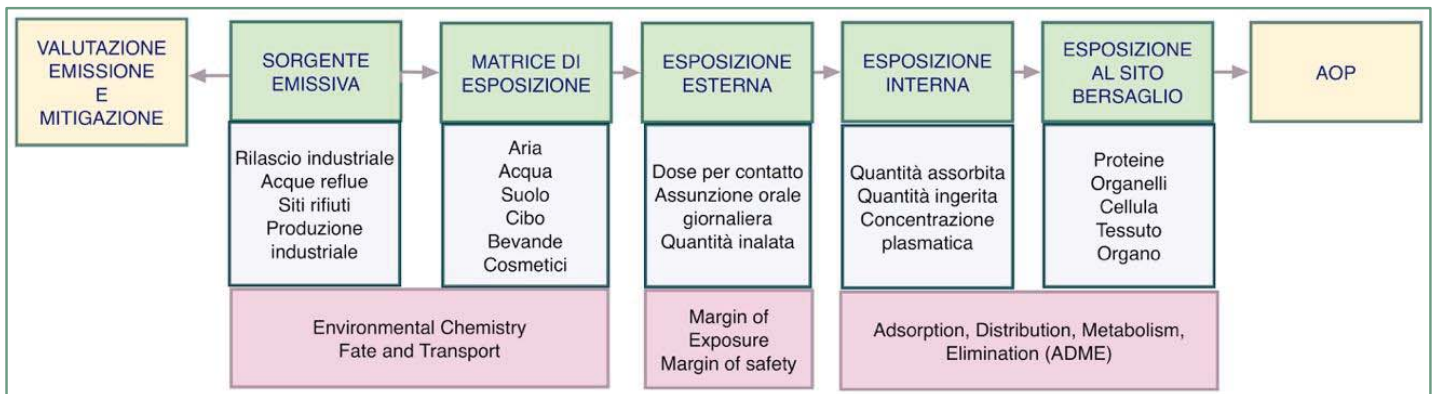 VALUTAZIONE
EMISSIONE
E
MITIGAZIONE
SORGENTE
EMISSIVA
MATRICE DI
ESPOSIZIONE
ESPOSIZIONE
ESTERNA
ESPOSIZIONE
INTERNA
ESPOSIZIONE
AL SITO
BERSAGLIO
AOP
Rilascio industriale
Acque reflue
Siti rifiuti
Produzione
industriale
Aria
Acqua
Suolo
Cibo
Bevande
Cosmetici
Dose per contatto
Assunzione orale
giornaliera
Quantità inalata
Quantità assorbita
Quantità ingerita
Concentrazione
plasmatica
Proteine
Organelli
Cellula
Tessuto
Organo
Environmental Chemistry
Fate and Transport
Margin of
Exposure
Margin of safety
Adsorption, Distribution, Metabolism,
Elimination (ADME)